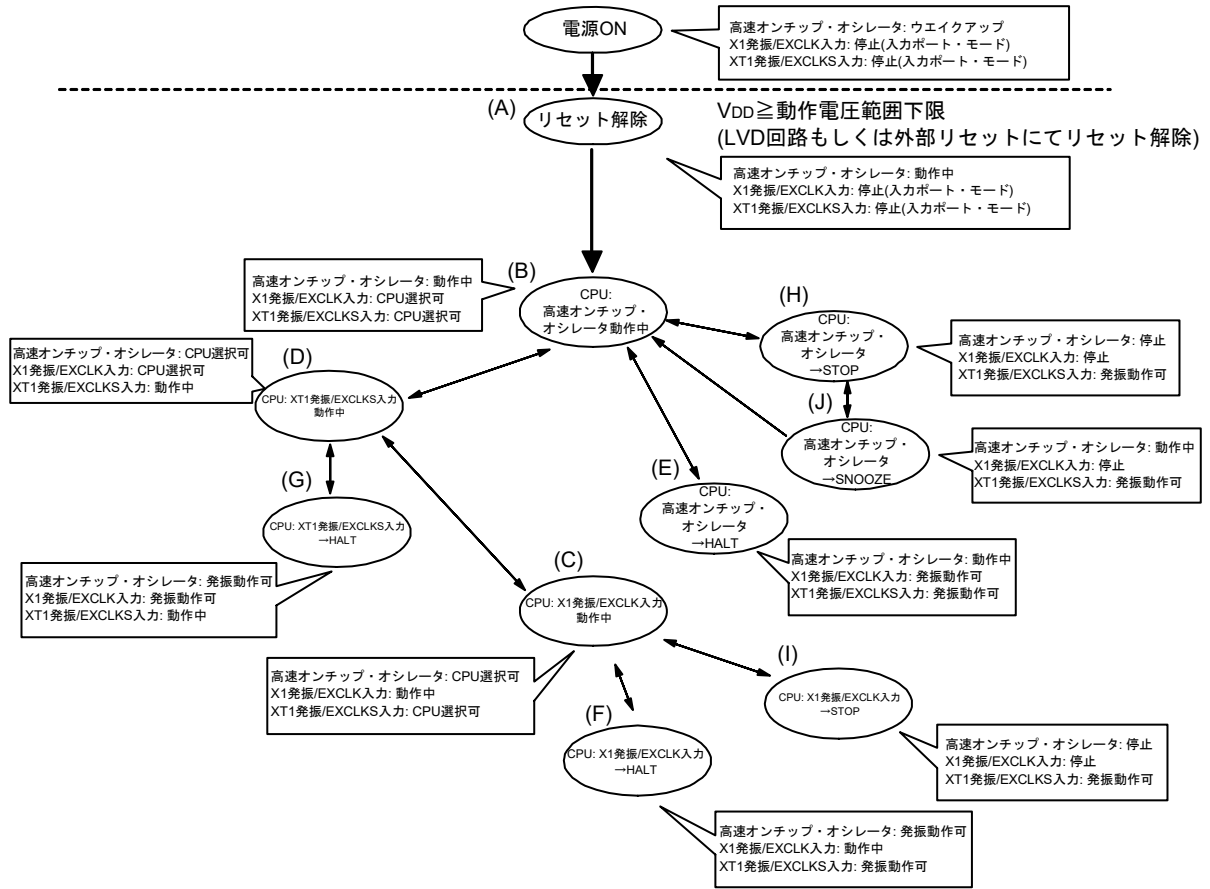 電源ON
高速オンチップ・オシレータ: ウエイクアップ
X1発振/EXCLK入力: 停止(入力ポート・モード)
XT1発振/EXCLKS入力: 停止(入力ポート・モード)
(A)
リセット解除
VDD≧動作電圧範囲下限
(LVD回路もしくは外部リセットにてリセット解除)
高速オンチップ・オシレータ: 動作中
X1発振/EXCLK入力: 停止(入力ポート・モード)
XT1発振/EXCLKS入力: 停止(入力ポート・モード)
(B)
高速オンチップ・オシレータ: 動作中
X1発振/EXCLK入力: CPU選択可
XT1発振/EXCLKS入力: CPU選択可
CPU:
高速オンチップ・
オシレータ動作中
(H)
CPU:
高速オンチップ・
オシレータ
→STOP
高速オンチップ・オシレータ: 停止
X1発振/EXCLK入力: 停止
XT1発振/EXCLKS入力: 発振動作可
高速オンチップ・オシレータ: CPU選択可
X1発振/EXCLK入力: CPU選択可
XT1発振/EXCLKS入力: 動作中
(D)
CPU: XT1発振/EXCLKS入力
動作中
(J)
CPU:
高速オンチップ・
オシレータ
→SNOOZE
高速オンチップ・オシレータ: 動作中
X1発振/EXCLK入力: 停止
XT1発振/EXCLKS入力: 発振動作可
(E)
CPU:
高速オンチップ・
オシレータ
→HALT
高速オンチップ・オシレータ: 動作中
X1発振/EXCLK入力: 発振動作可
XT1発振/EXCLKS入力: 発振動作可
(G)
CPU: XT1発振/EXCLKS入力
→HALT
高速オンチップ・オシレータ: 発振動作可
X1発振/EXCLK入力: 発振動作可
XT1発振/EXCLKS入力: 動作中
(C)
CPU: X1発振/EXCLK入力
動作中
高速オンチップ・オシレータ: CPU選択可
X1発振/EXCLK入力: 動作中
XT1発振/EXCLKS入力: CPU選択可
(I)
CPU: X1発振/EXCLK入力
→STOP
高速オンチップ・オシレータ: 停止
X1発振/EXCLK入力: 停止
XT1発振/EXCLKS入力: 発振動作可
(F)
CPU: X1発振/EXCLK入力
→HALT
高速オンチップ・オシレータ: 発振動作可
X1発振/EXCLK入力: 動作中
XT1発振/EXCLKS入力: 発振動作可